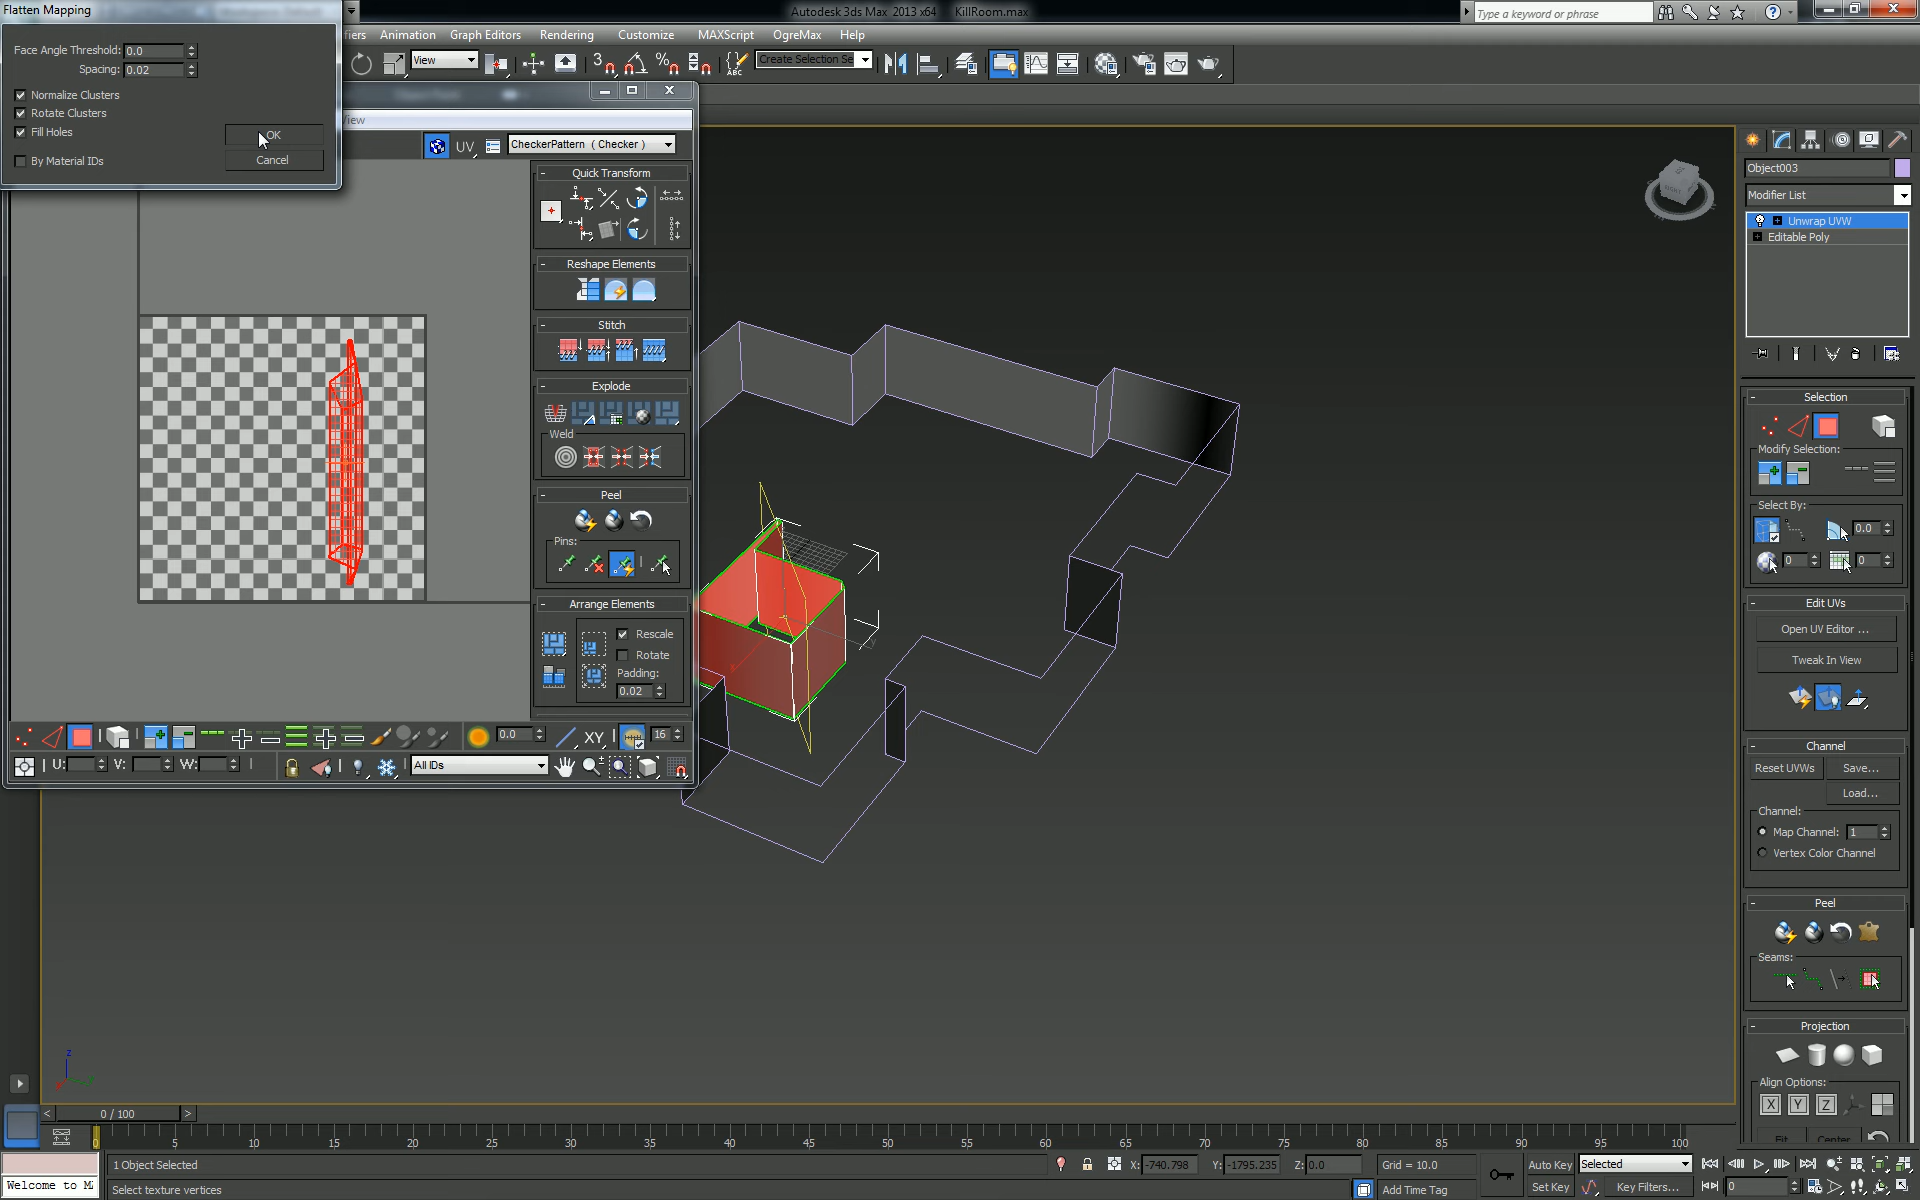 Flatten Mapping
Autodesk 3ds Max 2013 x64 KillRoom.max
Type a keyword or phrase
Animation Graph Editors Rendering Customize MAXScript OgreMax Help
Face Angle Threshold: 0.0
Spacing: 0.02
Normalize Clusters
Rotate Clusters
Fill Holes
By Material IDs
OK
Cancel
View
Create Selection Se
View
UV
CheckerPattern ( Checker )
Quick Transform
Reshape Elements
Stitch
Explode
Weld
Peel
Pins:
Arrange Elements
Rescale
Rotate
Padding:
0.02
0.0
XY
16
U: V: W:
All IDs
Object003
Modifier List
Unwrap UVW
Editable Poly
Selection
Modify Selection:
Select By:
0.0
0 0
Edit UVs
Open UV Editor ...
Tweak In View
Channel
Reset UVWs Save...
Load...
Channel:
Map Channel: 1
Vertex Color Channel
Peel
Seams:
Projection
Align Options:
X Y Z
Fit Center
z
0 / 100
0 5 10 15 20 25 30 35 40 45 50 55 60 65 70 75 80 85 90 95 100
1 Object Selected
X: -740.798 Y: -1795.235 Z: 0.0
Grid = 10.0
Auto Key Selected
Welcome to M
Select texture vertices
Add Time Tag
Set Key Key Filters...
0